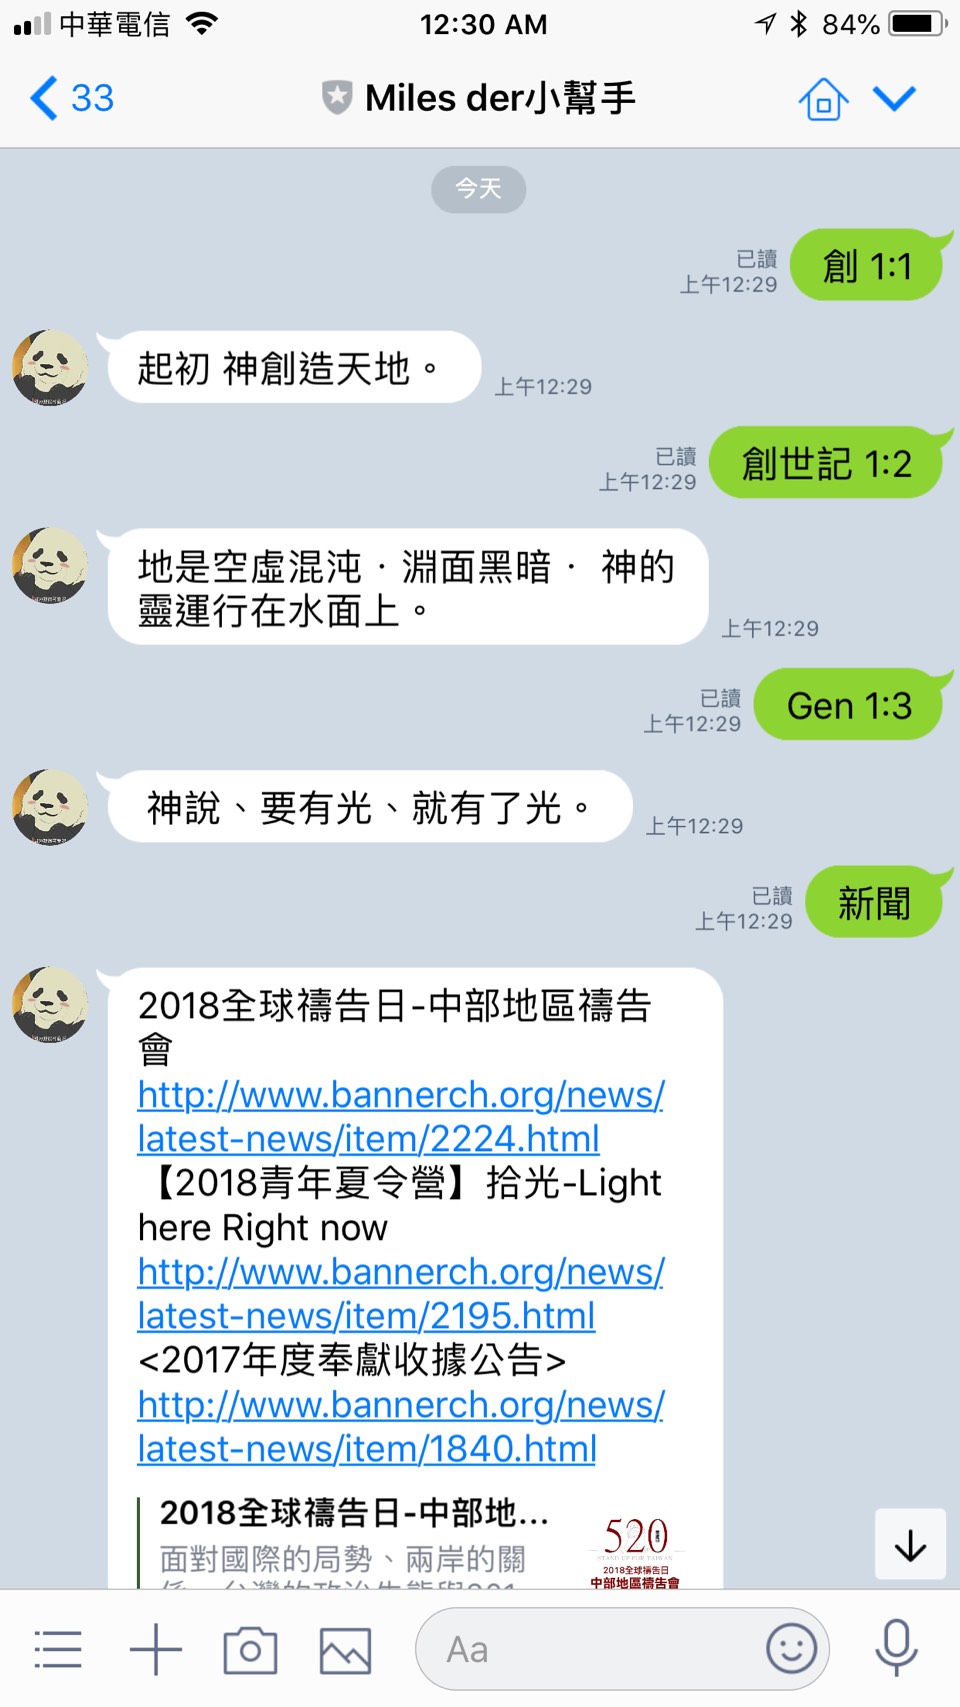 中華電信 12:30 AM 84%
33 Miles der小幫手
今天
已讀
上午12:29
創 1:1
起初 神創造天地。
上午12:29
已讀
上午12:29
創世記 1:2
地是空虛混沌．淵面黑暗． 神的
靈運行在水面上。
上午12:29
已讀
上午12:29
Gen 1:3
神說、要有光、就有了光。
上午12:29
已讀
上午12:29
新聞
2018全球禱告日-中部地區禱告
會
http://www.bannerch.org/news/
latest-news/item/2224.html
【2018青年夏令營】拾光-Light
here Right now
http://www.bannerch.org/news/
latest-news/item/2195.html
<2017年度奉獻收據公告>
http://www.bannerch.org/news/
latest-news/item/1840.html
2018全球禱告日-中部地...
面對國際的局勢、兩岸的關
520
STAND UP FOR TAIWAN
2018全球禱告日
中部地區禱告會
Aa